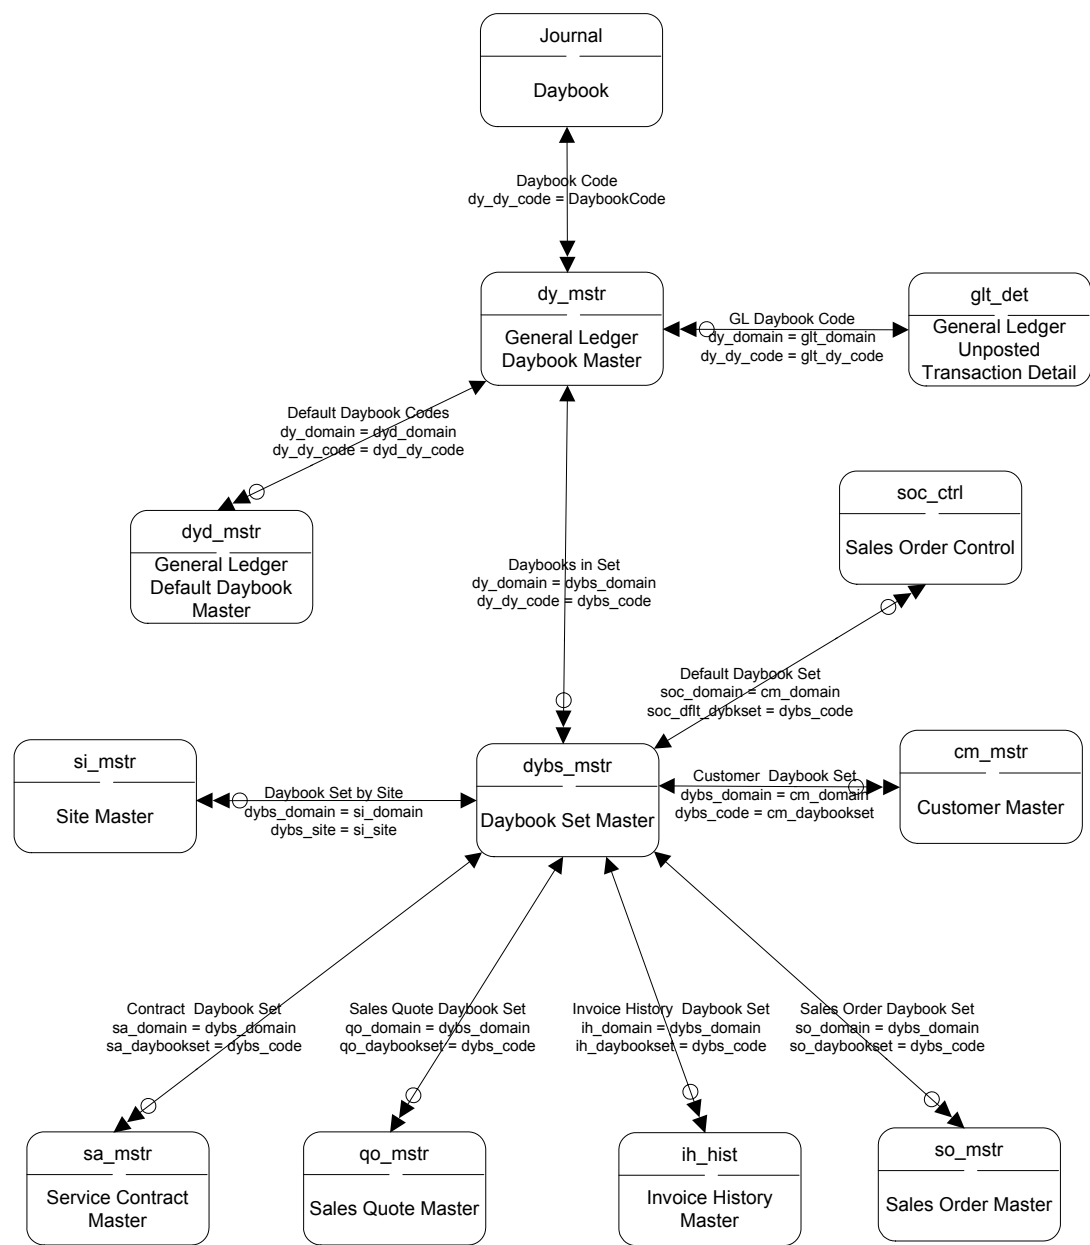 Journal
Daybook
Daybook Code
dy_dy_code = DaybookCode
dy_mstr
General Ledger
Daybook Master
GL Daybook Code
dy_domain = glt_domain
dy_dy_code = glt_dy_code
glt_det
General Ledger
Unposted
Transaction Detail
Default Daybook Codes
dy_domain = dyd_domain
dy_dy_code = dyd_dy_code
dyd_mstr
General Ledger
Default Daybook
Master
Daybooks in Set
dy_domain = dybs_domain
dy_dy_code = dybs_code
soc_ctrl
Sales Order Control
Default Daybook Set
soc_domain = cm_domain
soc_dflt_dybkset = dybs_code
si_mstr
Site Master
Daybook Set by Site
dybs_domain = si_domain
dybs_site = si_site
dybs_mstr
Daybook Set Master
Customer Daybook Set
dybs_domain = cm_domain
dybs_code = cm_daybookset
cm_mstr
Customer Master
Contract Daybook Set
sa_domain = dybs_domain
sa_daybookset = dybs_code
Sales Quote Daybook Set
qo_domain = dybs_domain
qo_daybookset = dybs_code
Invoice History Daybook Set
ih_domain = dybs_domain
ih_daybookset = dybs_code
Sales Order Daybook Set
so_domain = dybs_domain
so_daybookset = dybs_code
sa_mstr
Service Contract
Master
qo_mstr
Sales Quote Master
ih_hist
Invoice History
Master
so_mstr
Sales Order Master